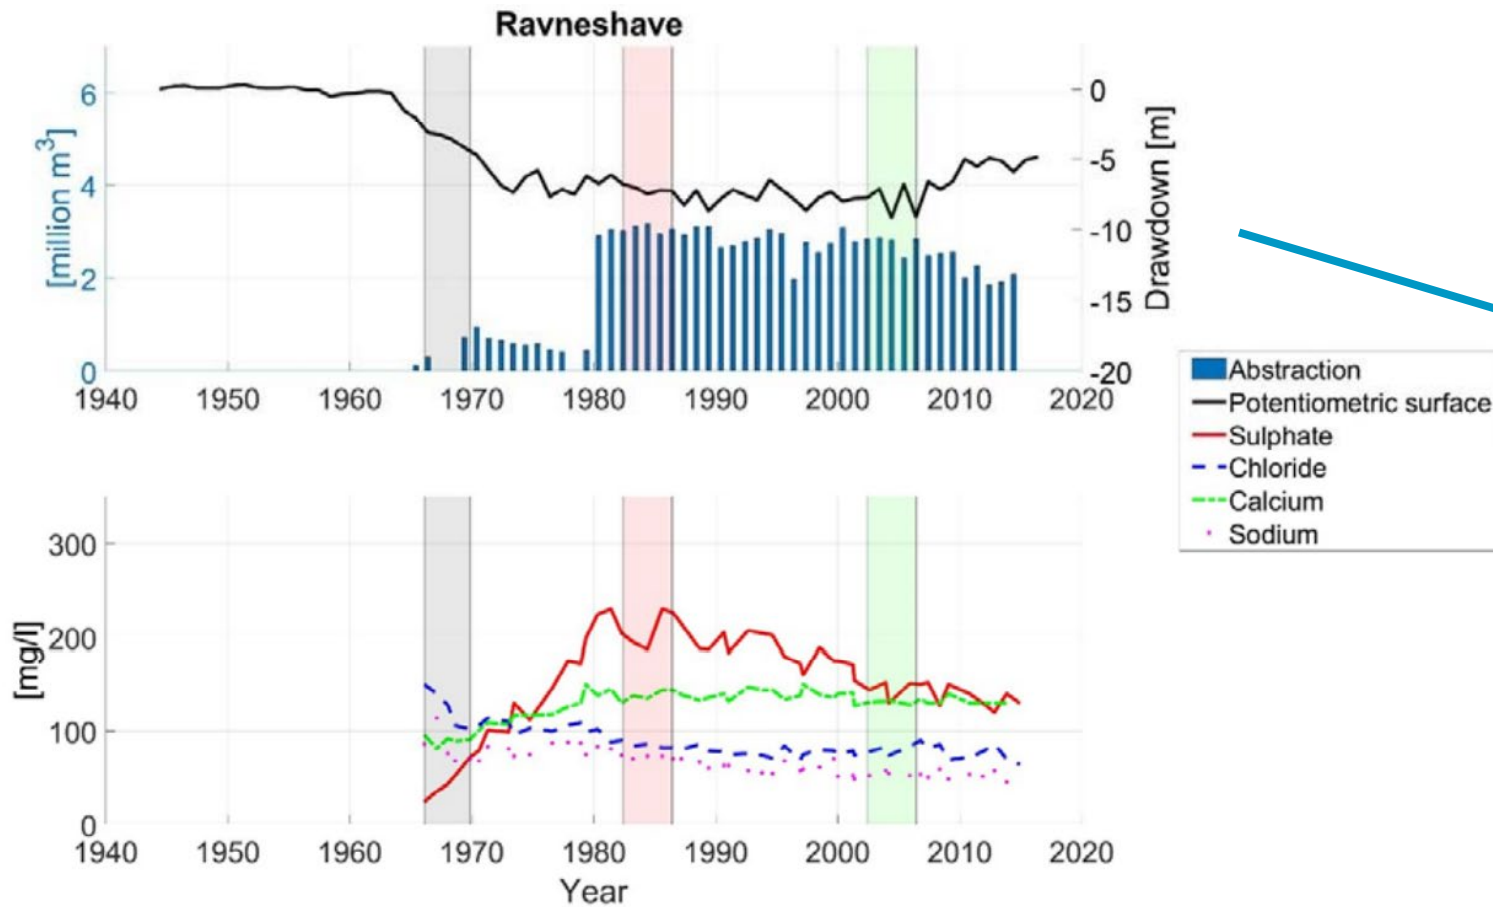 Ravneshave
6
4
2
0
[million m³]
0
-5
-10
-15
-20
Drawdown [m]
1940 1950 1960 1970 1980 1990 2000 2010 2020
Abstraction
Potentiometric surface
Sulphate
Chloride
Calcium
Sodium
300
200
100
0
[mg/l]
1940 1950 1960 1970 1980 1990 2000 2010 2020
Year